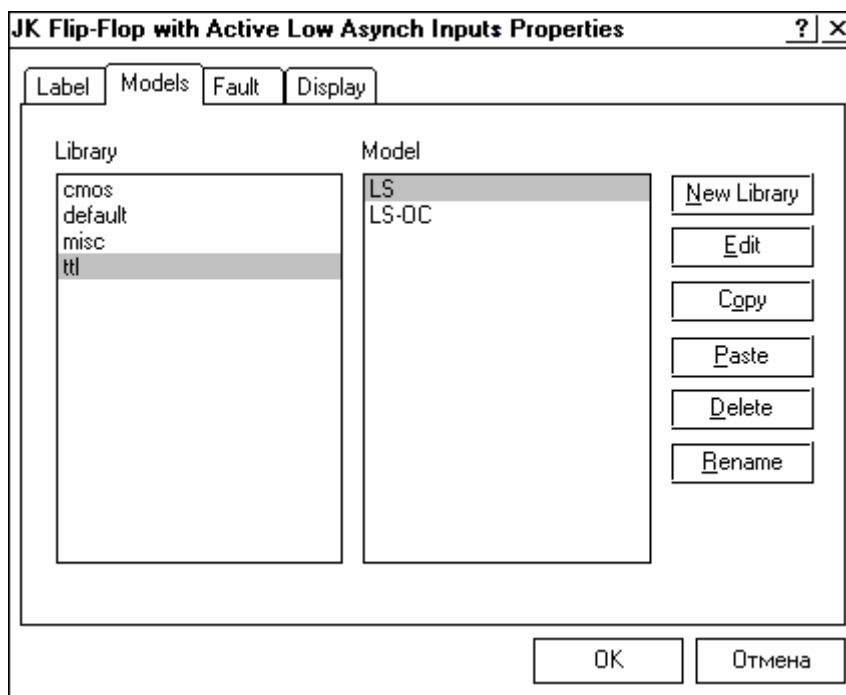 JK Flip-Flop with Active Low Asynch Inputs Properties ? ×
Label Models Fault Display
Library Model
cmos
default
misc
ttl
LS
LS-OC
New Library
Edit
Copy
Paste
Delete
Rename
OK Отмена